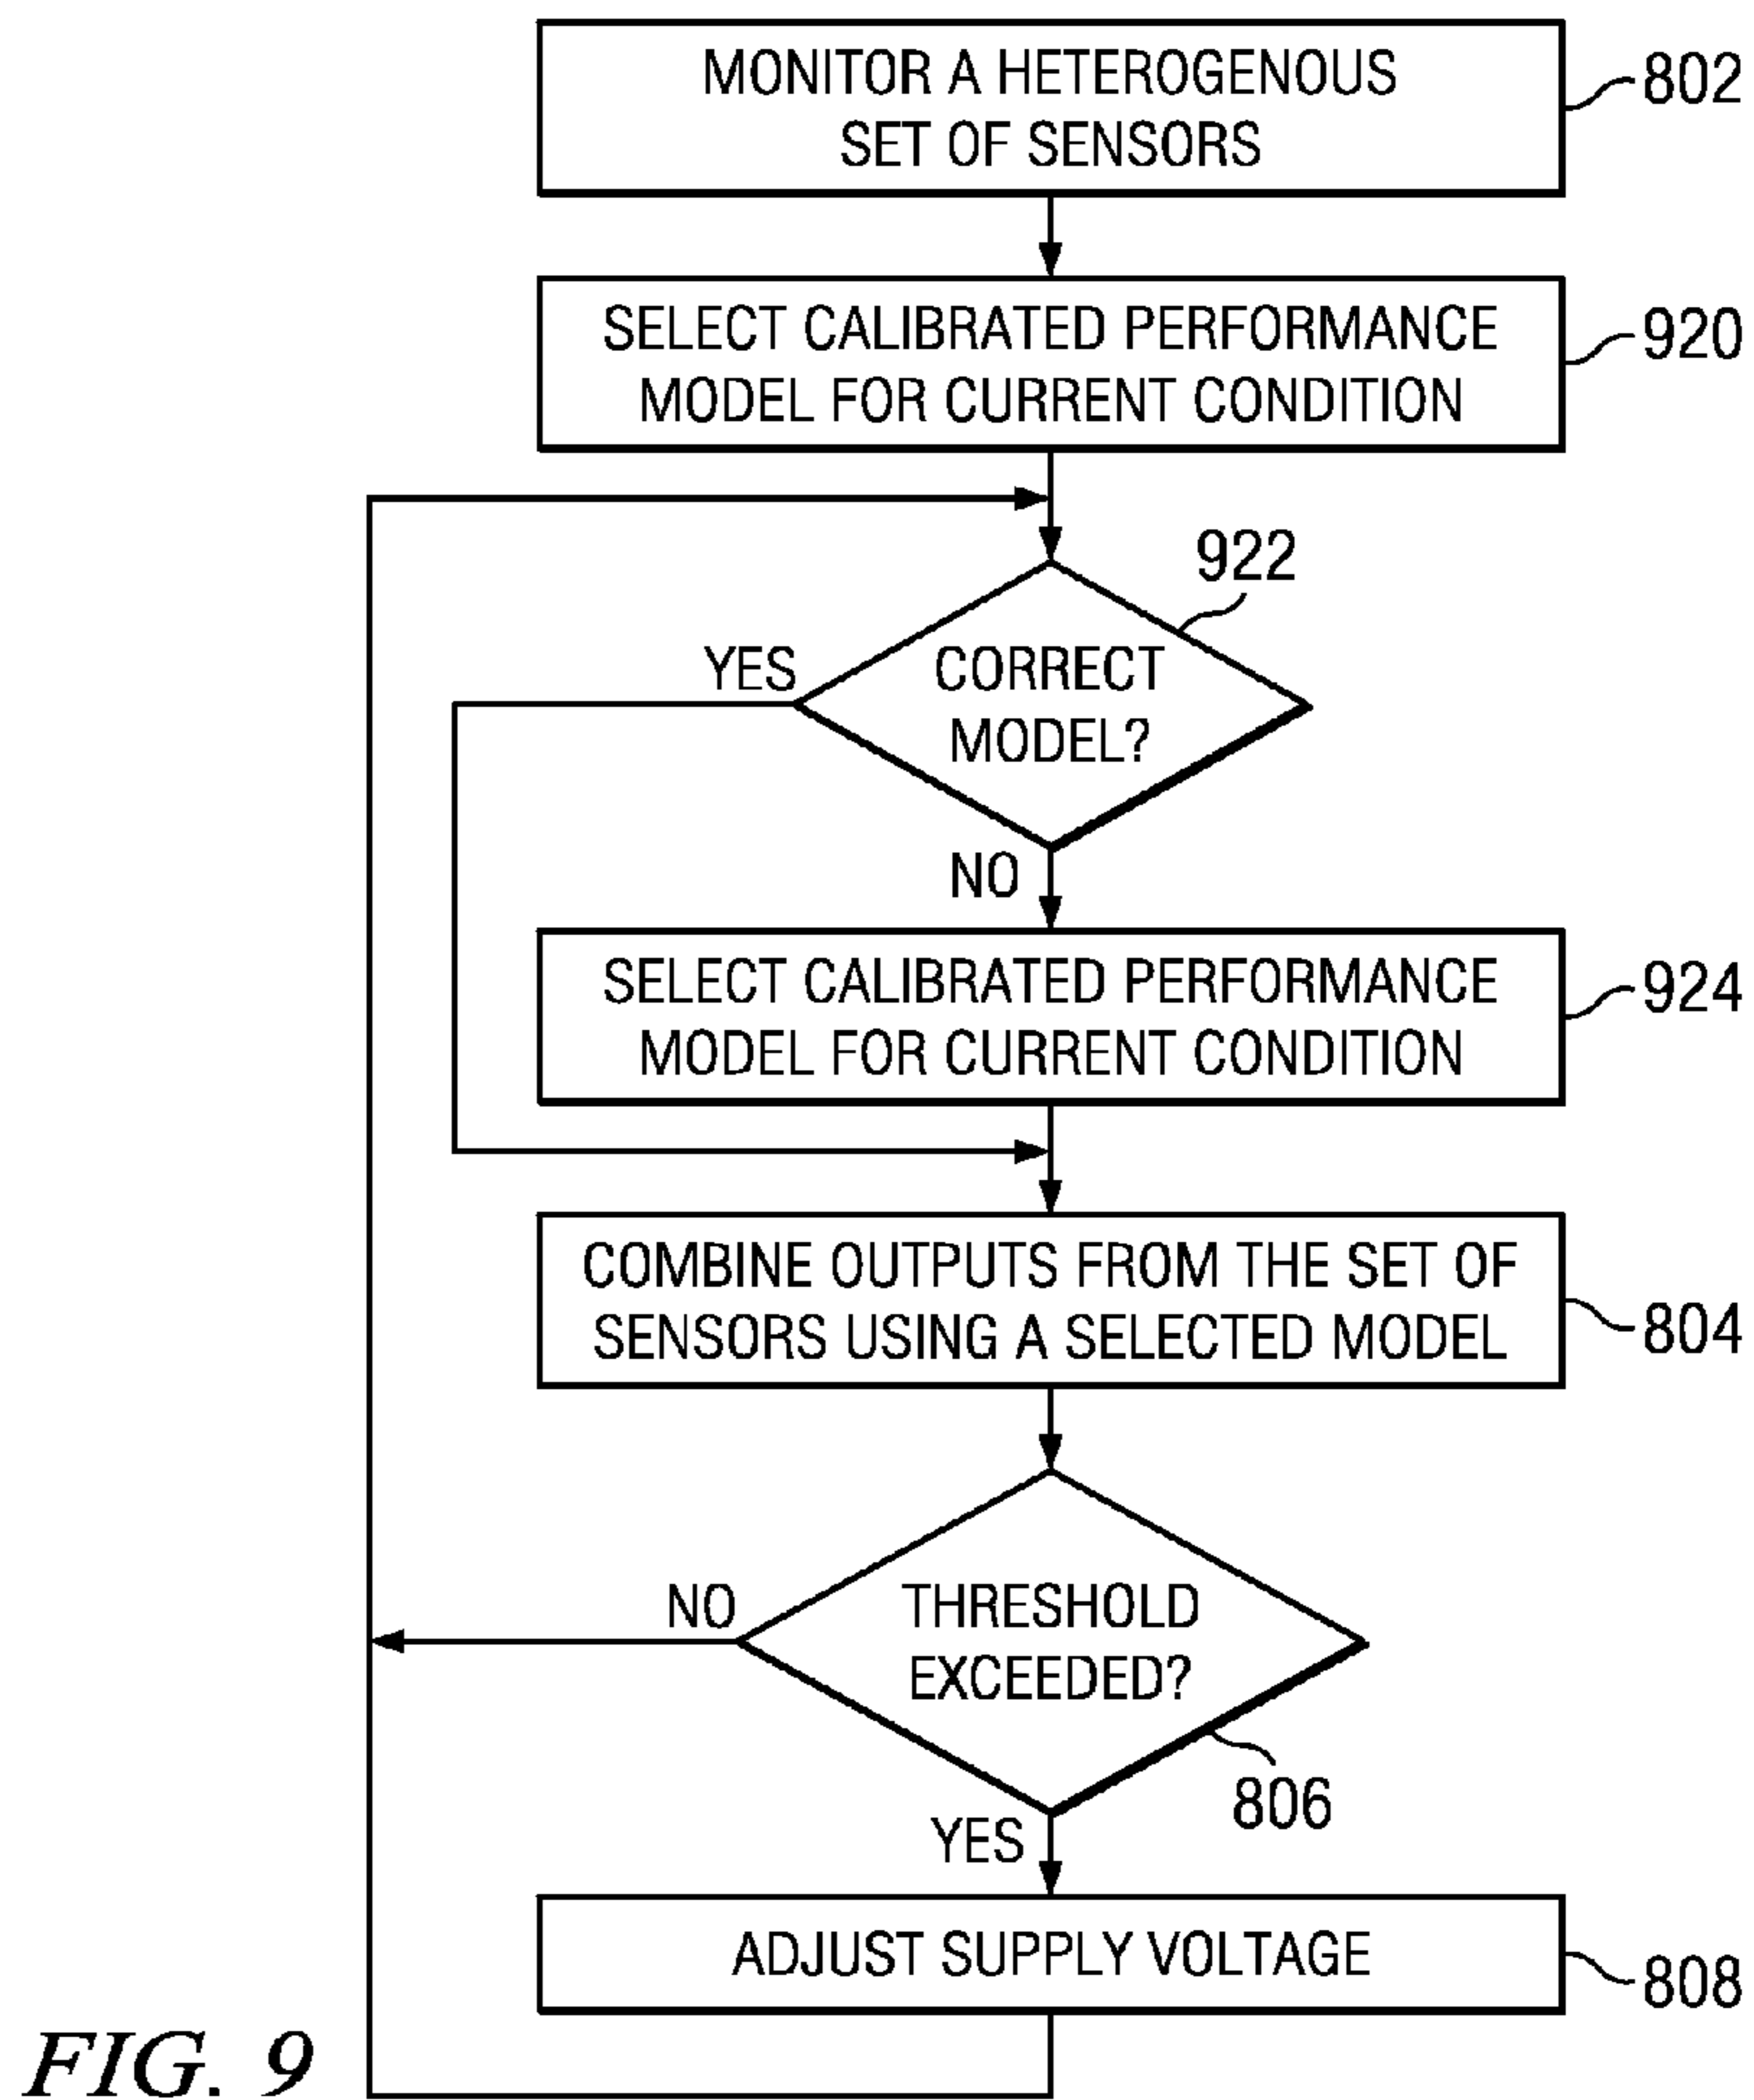 MONITOR A HETEROGENOUS
SET OF SENSORS
802
SELECT CALIBRATED PERFORMANCE
MODEL FOR CURRENT CONDITION
920
922
YES
CORRECT
MODEL?
NO
SELECT CALIBRATED PERFORMANCE
MODEL FOR CURRENT CONDITION
924
COMBINE OUTPUTS FROM THE SET OF
SENSORS USING A SELECTED MODEL
804
NO
THRESHOLD
EXCEEDED?
806
YES
ADJUST SUPPLY VOLTAGE
808
FIG. 9